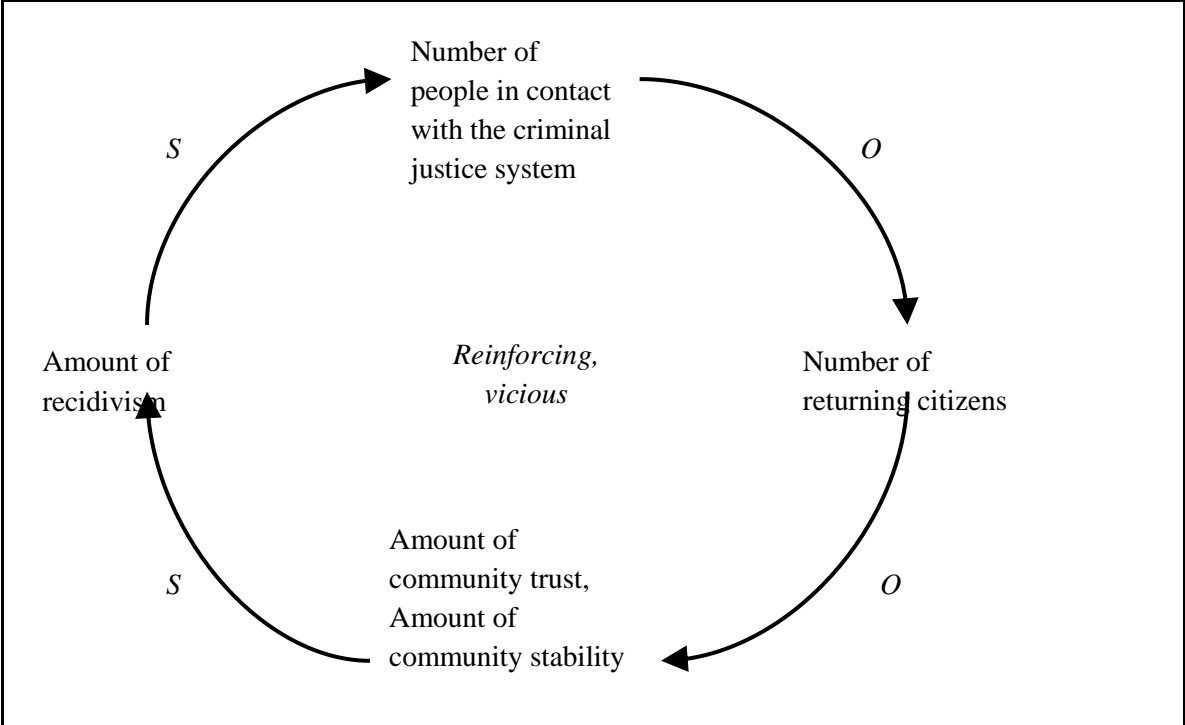 Number of
people in contact
with the criminal
justice system
S
O
Amount of
recidivism
Reinforcing,
vicious
Number of
returning citizens
Amount of
community trust,
Amount of
community stability
S
O